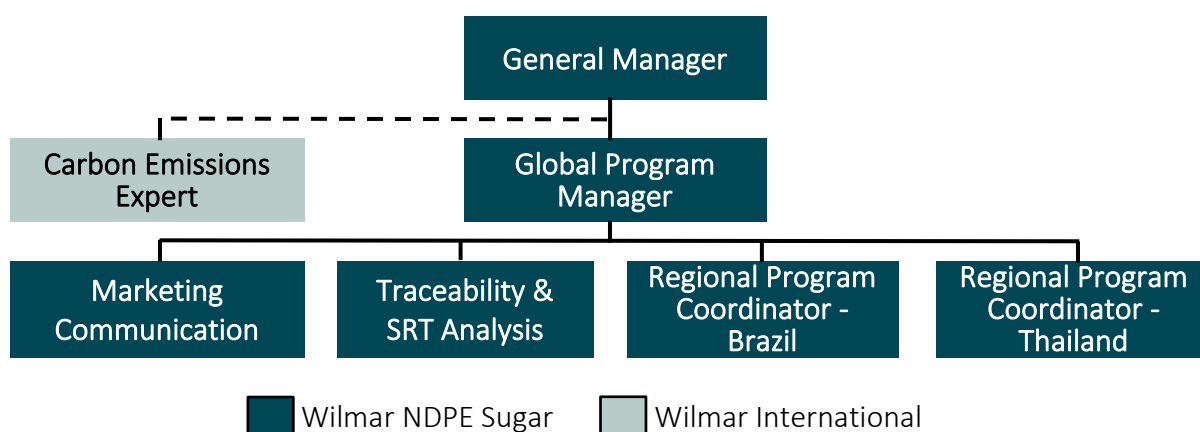 General Manager
Carbon Emissions
Expert
Global Program
Manager
Marketing
Communication
Traceability &
SRT Analysis
Regional Program
Coordinator -
Brazil
Regional Program
Coordinator -
Thailand
Wilmar NDPE Sugar
Wilmar International